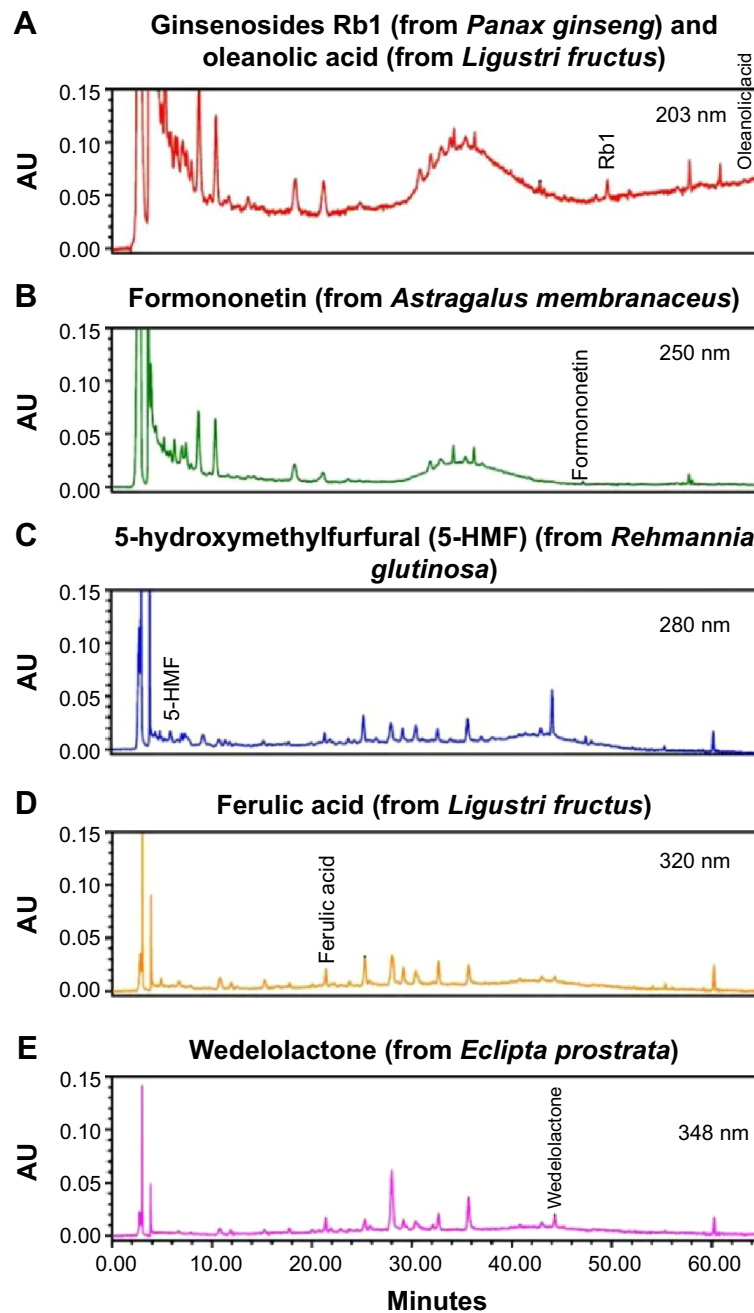 A
Ginsenosides Rb1 (from Panax ginseng) and
oleanolic acid (from Ligustri fructus)
0.15
0.10
0.05
0.00
AU
203 nm
Rb1
Oleanolic acid
B
Formononetin (from Astragalus membranaceus)
0.15
0.10
0.05
0.00
AU
250 nm
Formononetin
C
5-hydroxymethylfurfural (5-HMF) (from Rehmannia
glutinosa)
0.15
0.10
0.05
0.00
AU
280 nm
5-HMF
D
Ferulic acid (from Ligustri fructus)
0.15
0.10
0.05
0.00
AU
320 nm
Ferulic acid
E
Wedelolactone (from Eclipta prostrata)
0.15
0.10
0.05
0.00
AU
348 nm
Wedelolactone
0.00 10.00 20.00 30.00 40.00 50.00 60.00
Minutes